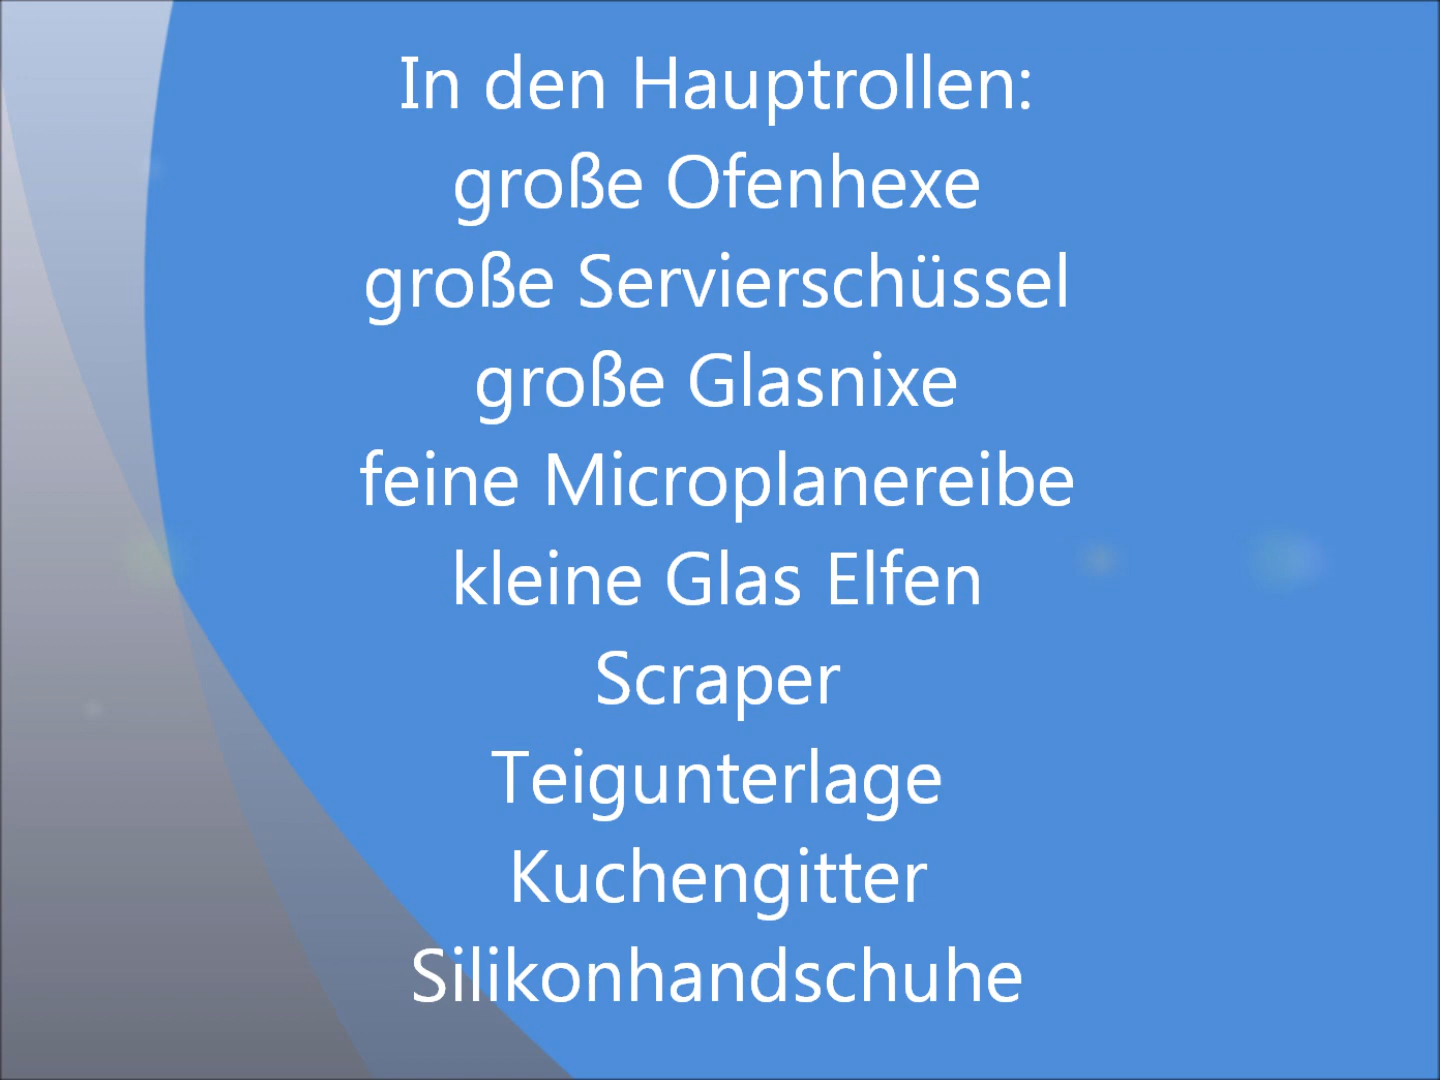 In den Hauptrollen:
große Ofenhexe
große Servierschüssel
große Glasnixe
feine Microplanereibe
kleine Glas Elfen
Scraper
Teigunterlage
Kuchengitter
Silikonhandschuhe